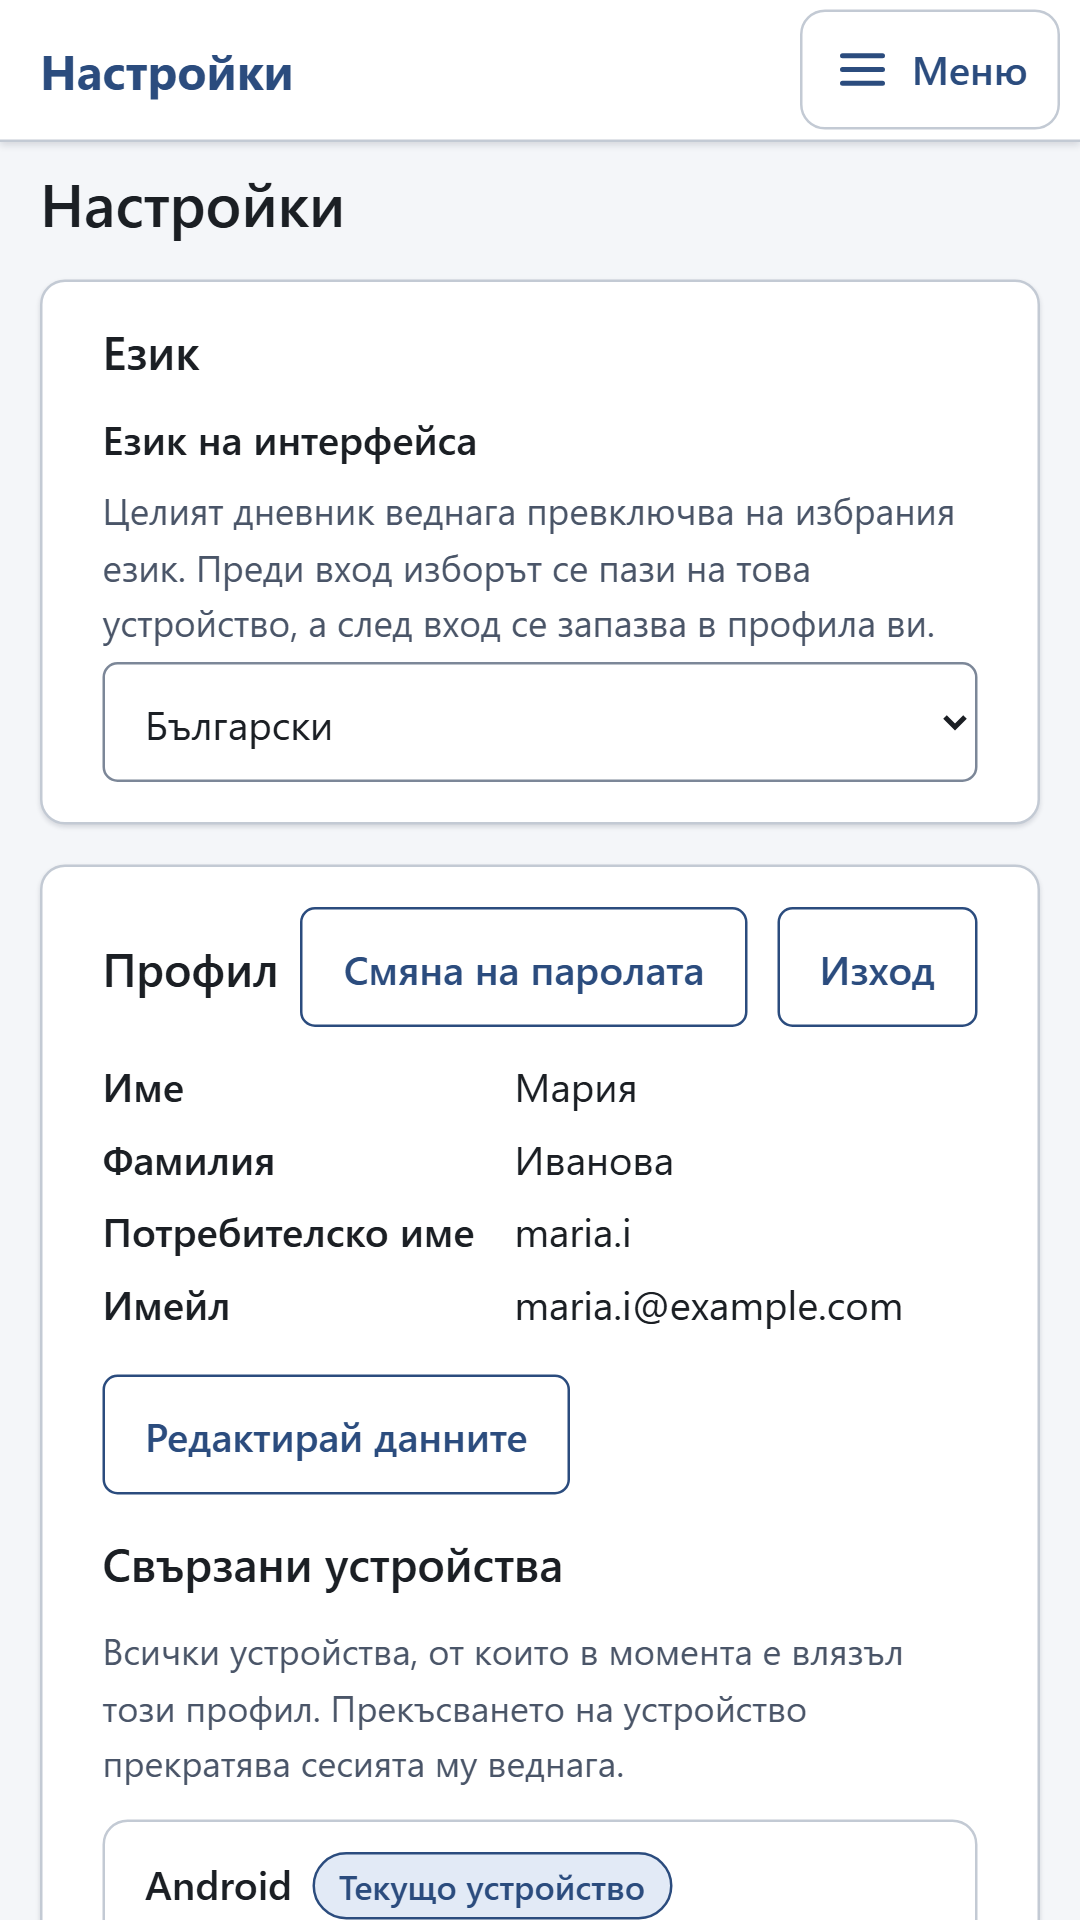 Настройки
Меню
Настройки
Език
Език на интерфейса
Целият дневник веднага превключва на избрания
език. Преди вход изборът се пази на това
устройство, а след вход се запазва в профила ви.
Български
Профил
Смяна на паролата
Изход
Име Мария
Фамилия Иванова
Потребителско име maria.i
Имейл maria.i@example.com
Редактирай данните
Свързани устройства
Всички устройства, от които в момента е влязъл
този профил. Прекъсването на устройство
прекратява сесията му веднага.
Android Текущо устройство